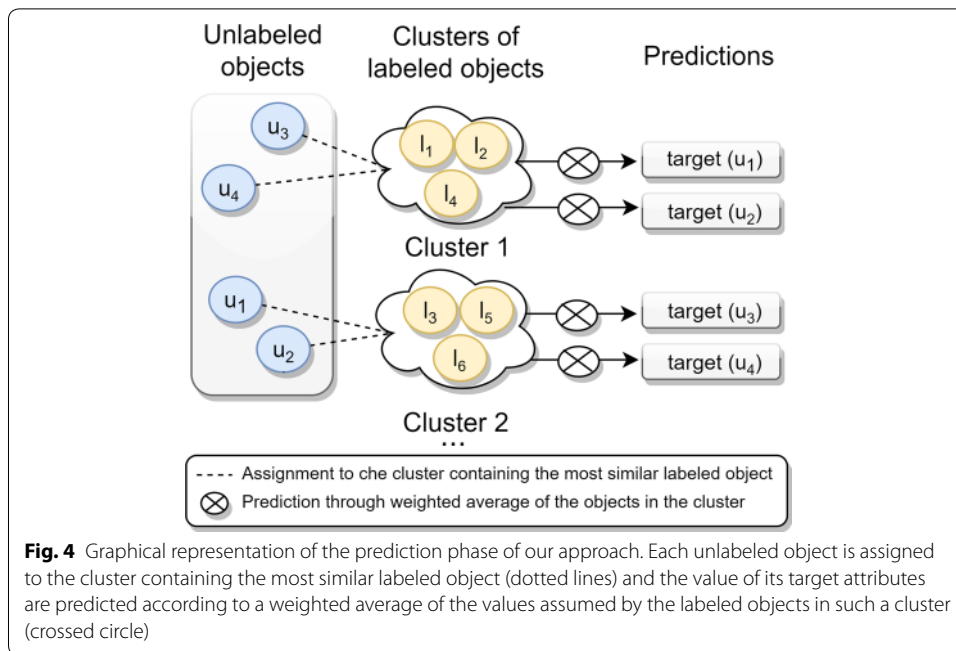 Unlabeled
objects
Clusters of
labeled objects
Predictions
u3
u4
l1 l2
l4
target (u1)
target (u2)
Cluster 1
u1
u2
l3 l5
l6
target (u3)
target (u4)
Cluster 2
...
Assignment to che cluster containing the most similar labeled object
Prediction through weighted average of the objects in the cluster
Fig. 4 Graphical representation of the prediction phase of our approach. Each unlabeled object is assigned
to the cluster containing the most similar labeled object (dotted lines) and the value of its target attributes
are predicted according to a weighted average of the values assumed by the labeled objects in such a cluster
(crossed circle)